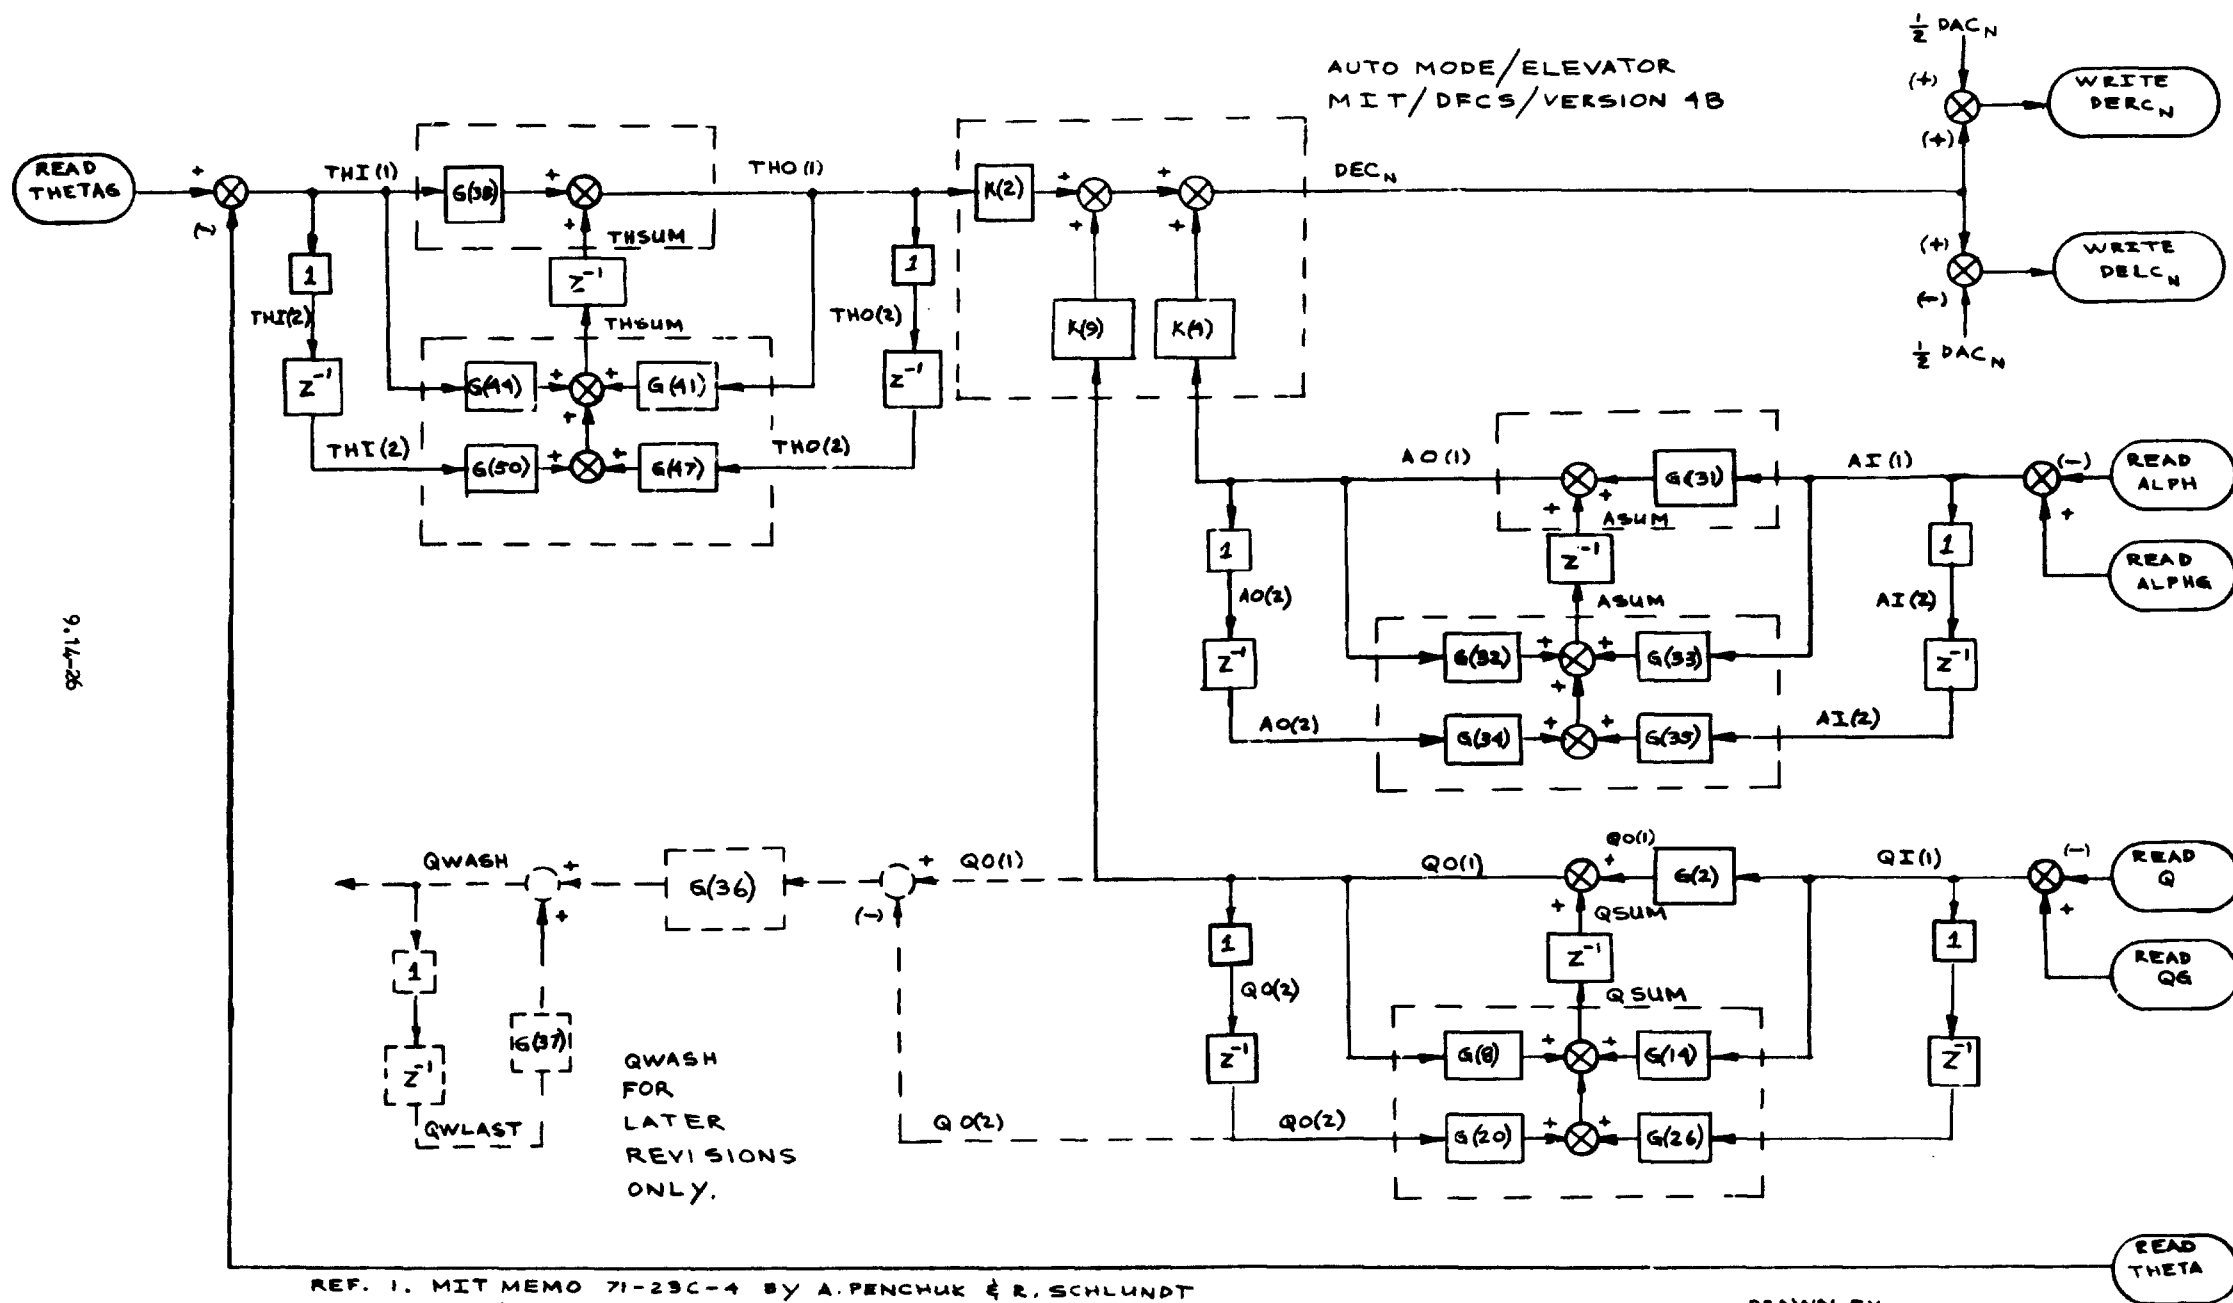 AUTO MODE/ELEVATOR
MIT/DFCS/VERSION 4B
1/2 DAC_N
(+)
WRITE
DERC_N
(+)
READ
THETAG
+
THI(1)
G(38)
+
+
THSUM
THO(1)
K(2)
+
+
+
+
DEC_N
(+)
WRITE
DELC_N
(-)
1/2 DAC_N
1
THI(2)
Z⁻¹
Z⁻¹
THSUM
1
THO(2)
Z⁻¹
K(9)
K(4)
G(44)
+
+
G(41)
+
THI(2)
G(50)
+
+
G(47)
THO(2)
AO(1)
G(31)
AI(1)
(-)
READ
ALPH
+
+
+
ASUM
READ
ALPHG
1
AO(2)
Z⁻¹
Z⁻¹
ASUM
1
AI(2)
Z⁻¹
G(32)
+
+
G(33)
+
AO(2)
G(34)
+
+
G(35)
AI(2)
9.14-26
QWASH
+
+
G(36)
+
(-)
QO(1)
QO(1)
QO(1)
+
+
G(2)
QI(1)
(-)
+
READ
Q
QSUM
READ
QG
1
Z⁻¹
QWLAST
G(37)
QWASH
FOR
LATER
REVISIONS
ONLY.
QO(2)
1
QO(2)
Z⁻¹
Z⁻¹
QSUM
1
Z⁻¹
G(8)
+
+
G(14)
QO(2)
G(20)
+
+
G(26)
READ
THETA
REF. 1. MIT MEMO 71-23C-4 BY A. PENCHUK & R. SCHLUNDT